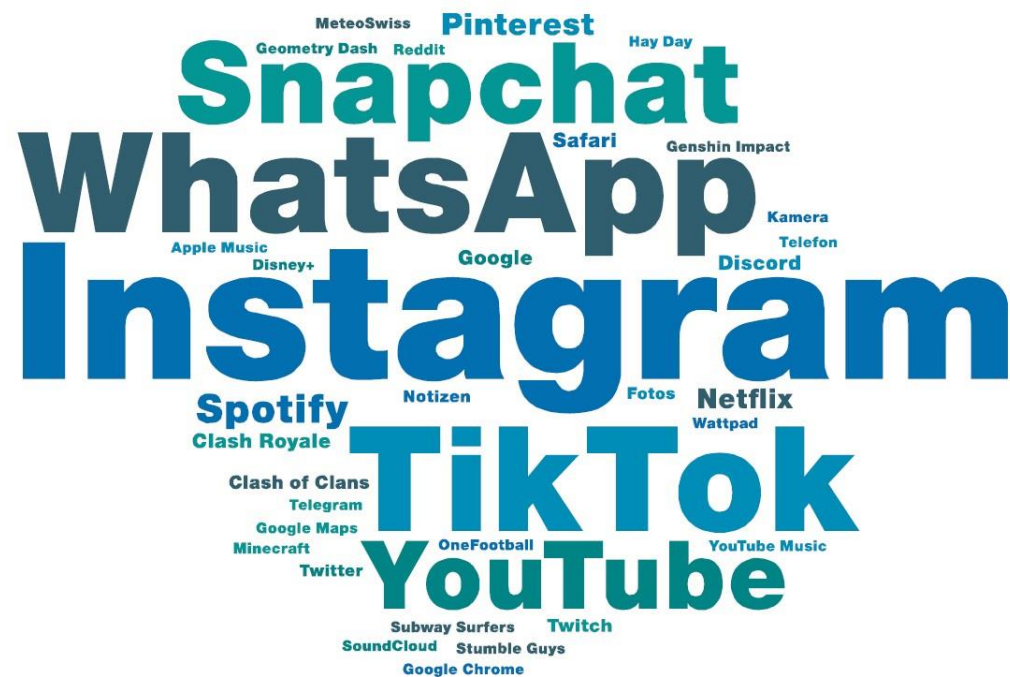 MeteoSwiss
Pinterest
Hay Day
Geometry Dash
Reddit
Snapchat
WhatsApp
Safari
Genshin Impact
Kamera
Telefon
Apple Music
Google
Discord
Disney+
Instagram
Spotify
Notizen
Fotos
Netflix
Wattpad
Clash Royale
TikTok
Clash of Clans
Telegram
Google Maps
Minecraft
OneFootball
YouTube Music
Twitter
YouTube
Subway Surfers
Twitch
SoundCloud
Stumble Guys
Google Chrome